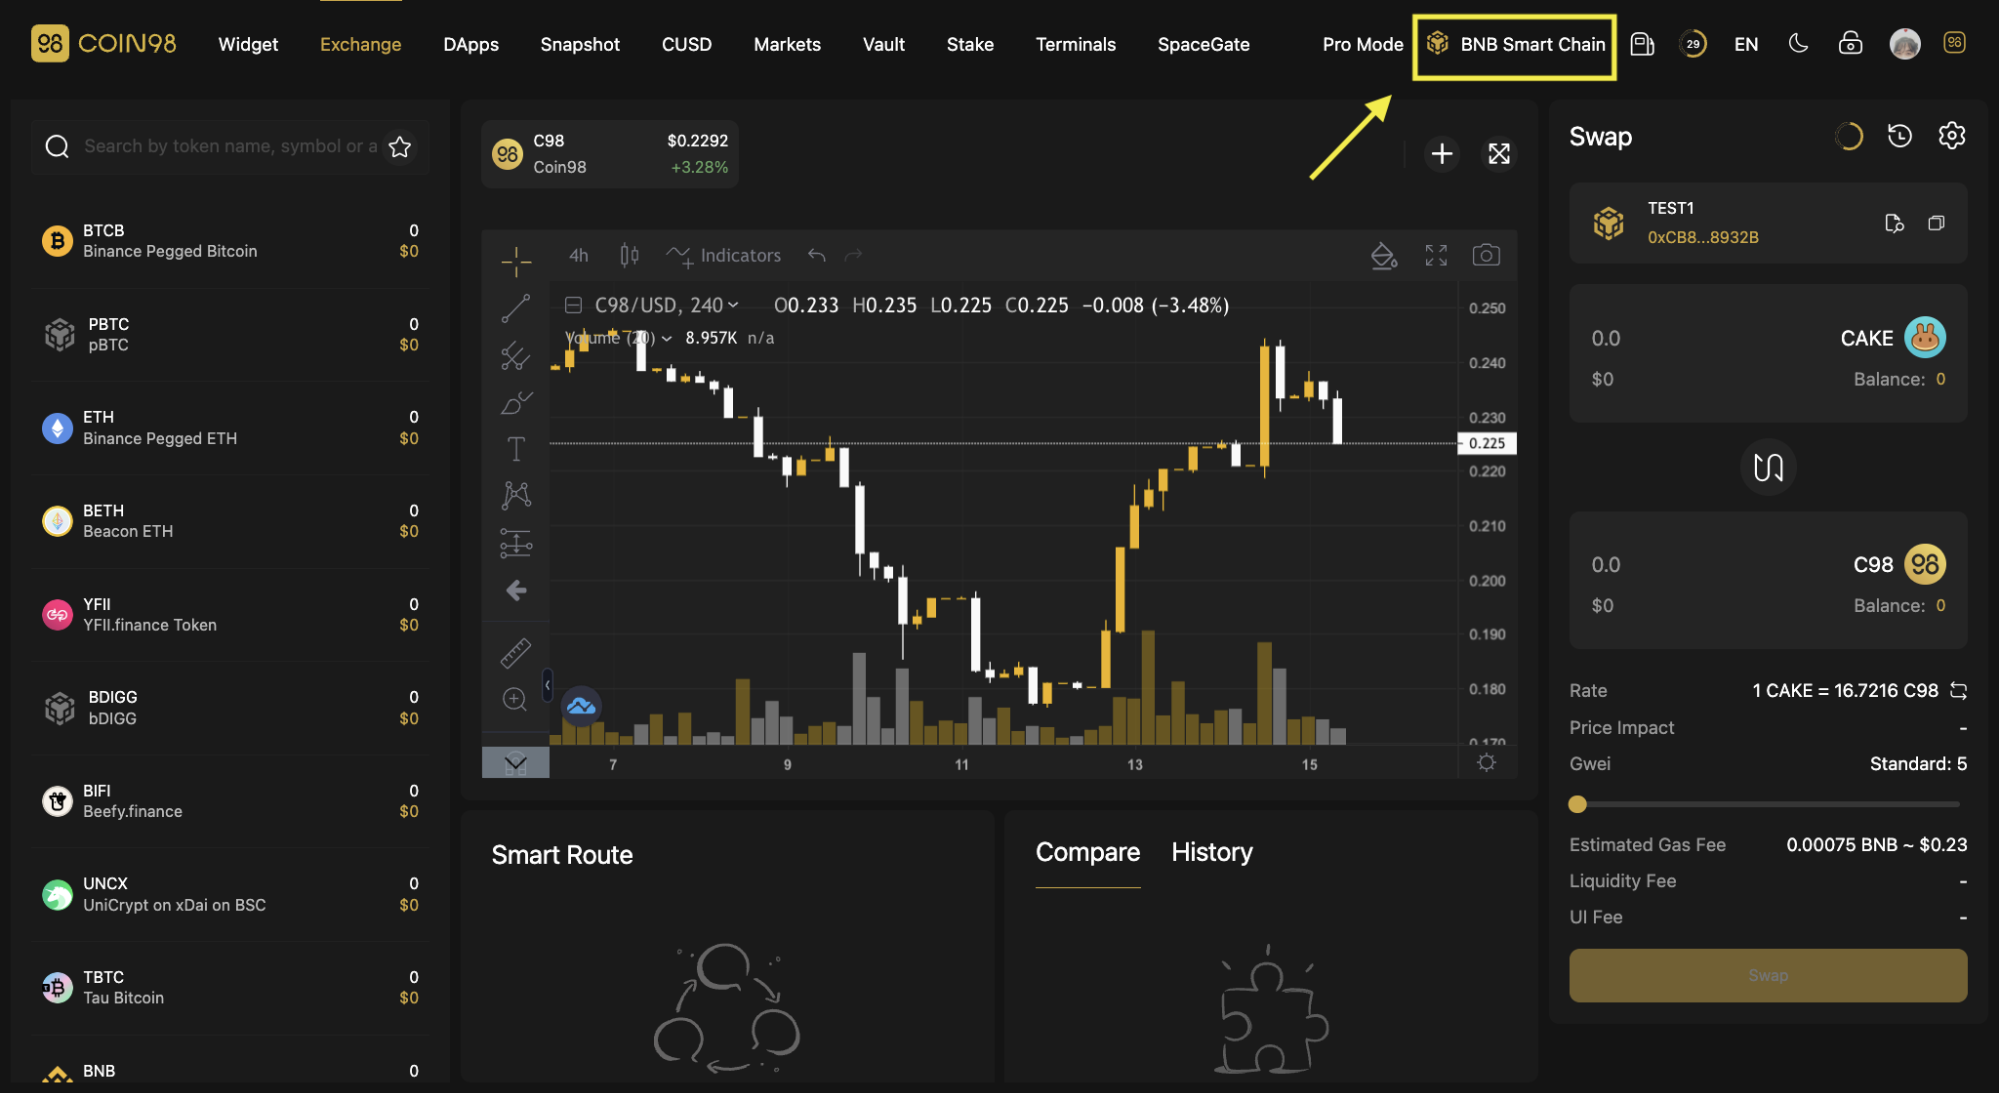 98 COIN98 Widget Exchange DApps Snapshot CUSD Markets Vault Stake Terminals SpaceGate Pro Mode BNB Smart Chain 29 EN 98
Search by token name, symbol or a
BTCB 0
Binance Pegged Bitcoin $0
PBTC 0
pBTC $0
ETH 0
Binance Pegged ETH $0
BETH 0
Beacon ETH $0
YFII 0
YFII.finance Token $0
BDIGG 0
bDIGG $0
BIFI 0
Beefy.finance $0
UNCX 0
UniCrypt on xDai on BSC $0
TBTC 0
Tau Bitcoin $0
BNB 0
98 C98 $0.2292
Coin98 +3.28%
4h Indicators
C98/USD, 240 O0.233 H0.235 L0.225 C0.225 −0.008 (−3.48%)
Volume (20) 8.957K n/a
0.250
0.240
0.230
0.225
0.220
0.210
0.200
0.190
0.180
0.170
7 9 11 13 15
Smart Route
Compare History
Swap
TEST1
0xCB8...8932B
0.0 CAKE
$0 Balance: 0
0.0 C98 98
$0 Balance: 0
Rate 1 CAKE = 16.7216 C98
Price Impact -
Gwei Standard: 5
Estimated Gas Fee 0.00075 BNB ~ $0.23
Liquidity Fee -
UI Fee -
Swap